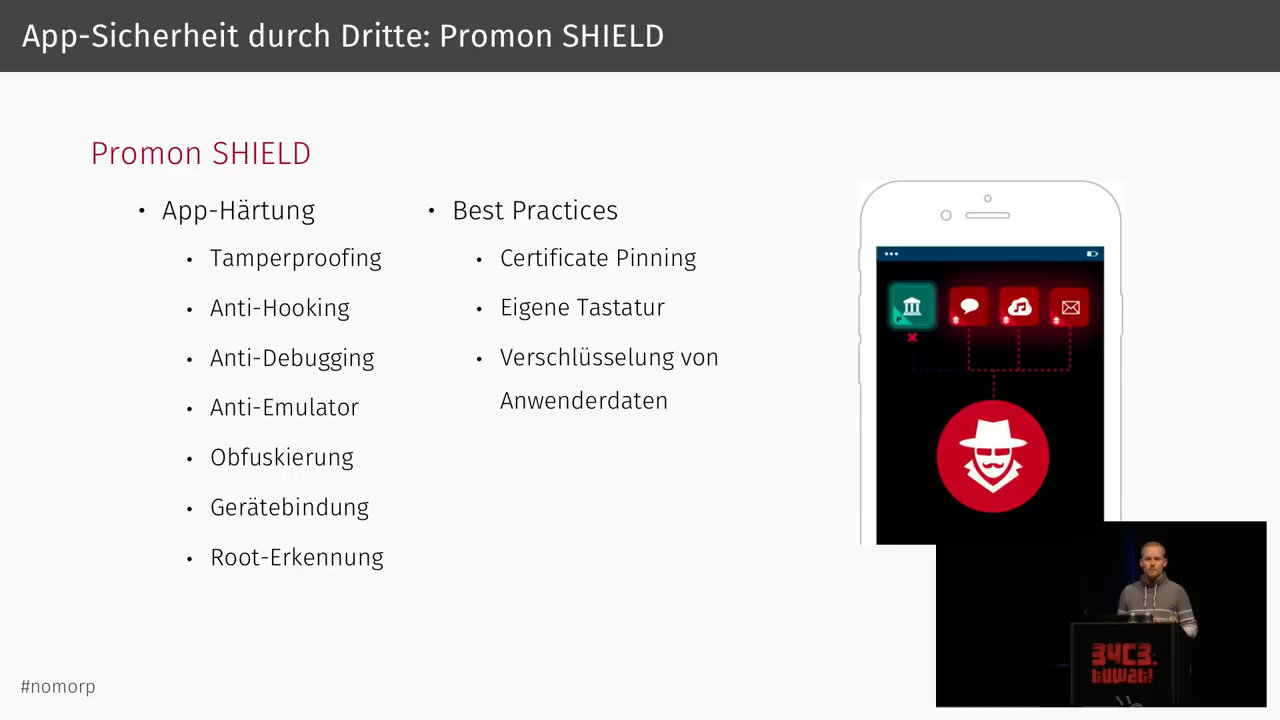 App-Sicherheit durch Dritte: Promon SHIELD
Promon SHIELD
• App-Härtung
• Tamperproofing
• Anti-Hooking
• Anti-Debugging
• Anti-Emulator
• Obfuskierung
• Gerätebindung
• Root-Erkennung
• Best Practices
• Certificate Pinning
• Eigene Tastatur
• Verschlüsselung von
Anwenderdaten
34C3.
tuwat!
#nomorp